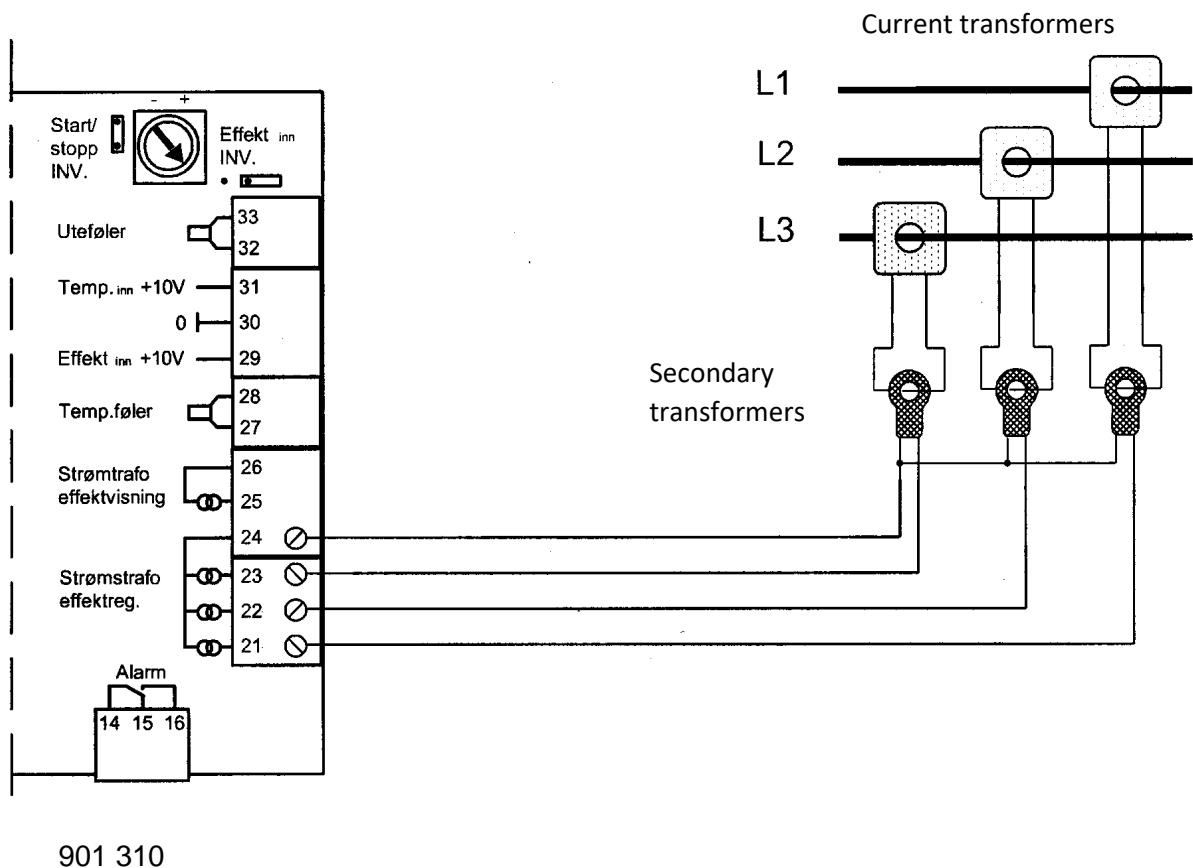 Current transformers
L1
L2
L3
- +
Start/
stopp
INV.
Effekt inn
INV.
Uteføler
33
32
Temp. inn +10V
31
0
30
Effekt inn +10V
29
Temp.føler
28
27
Strømtrafo
effektvisning
26
25
24
Strømstrafo
effektreg.
23
22
21
Secondary
transformers
Alarm
14 15 16
901 310